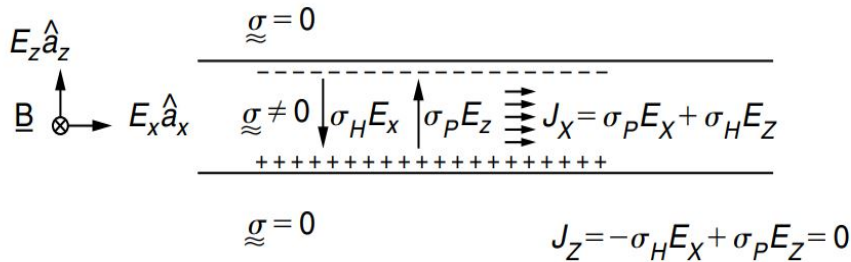 σ = 0
E_z â_z
B
E_x â_x
σ ≠ 0
σ_H E_x
σ_P E_z
J_X = σ_P E_X + σ_H E_Z
− − − − − − − − − − − − − − − − − − − −
+ + + + + + + + + + + + + + + + + + + +
σ = 0
J_Z = −σ_H E_X + σ_P E_Z = 0